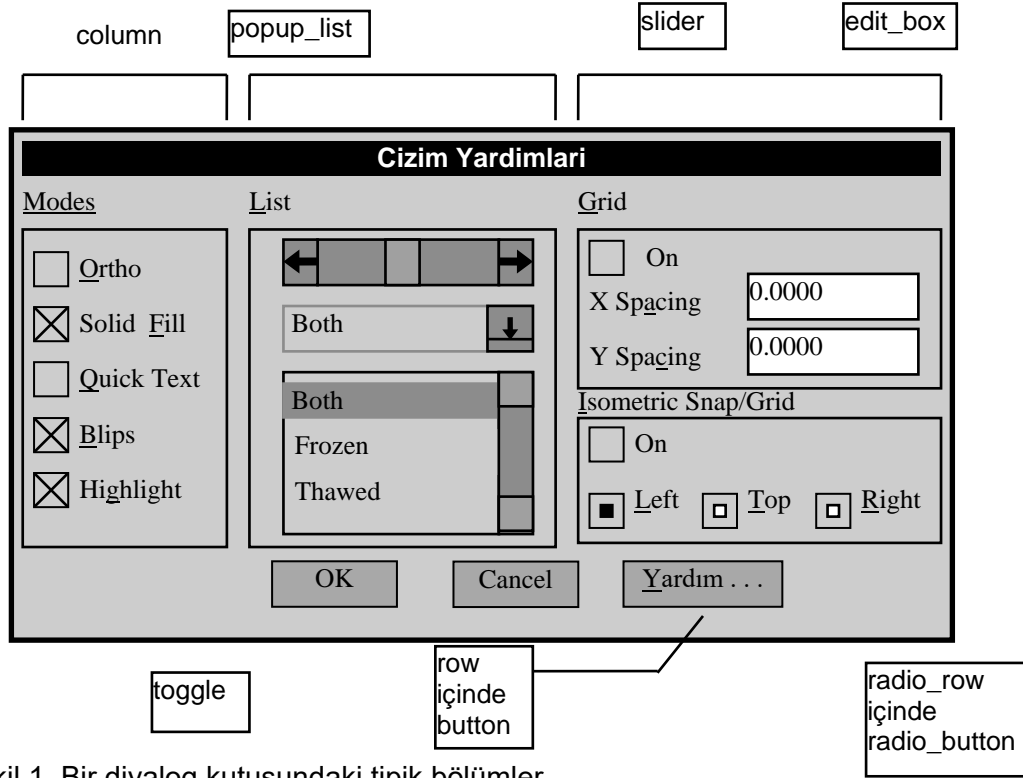 column
popup_list
slider
edit_box
Cizim Yardimlari
Modes
List
Grid
Ortho
Solid Fill
Quick Text
Blips
Highlight
Both
Both
Frozen
Thawed
On
X Spacing 0.0000
Y Spacing 0.0000
Isometric Snap/Grid
On
Left Top Right
OK Cancel Yardım . . .
toggle
row
içinde
button
radio_row
içinde
radio_button
kil 1. Bir diyalog kutusundaki tipik bölümler